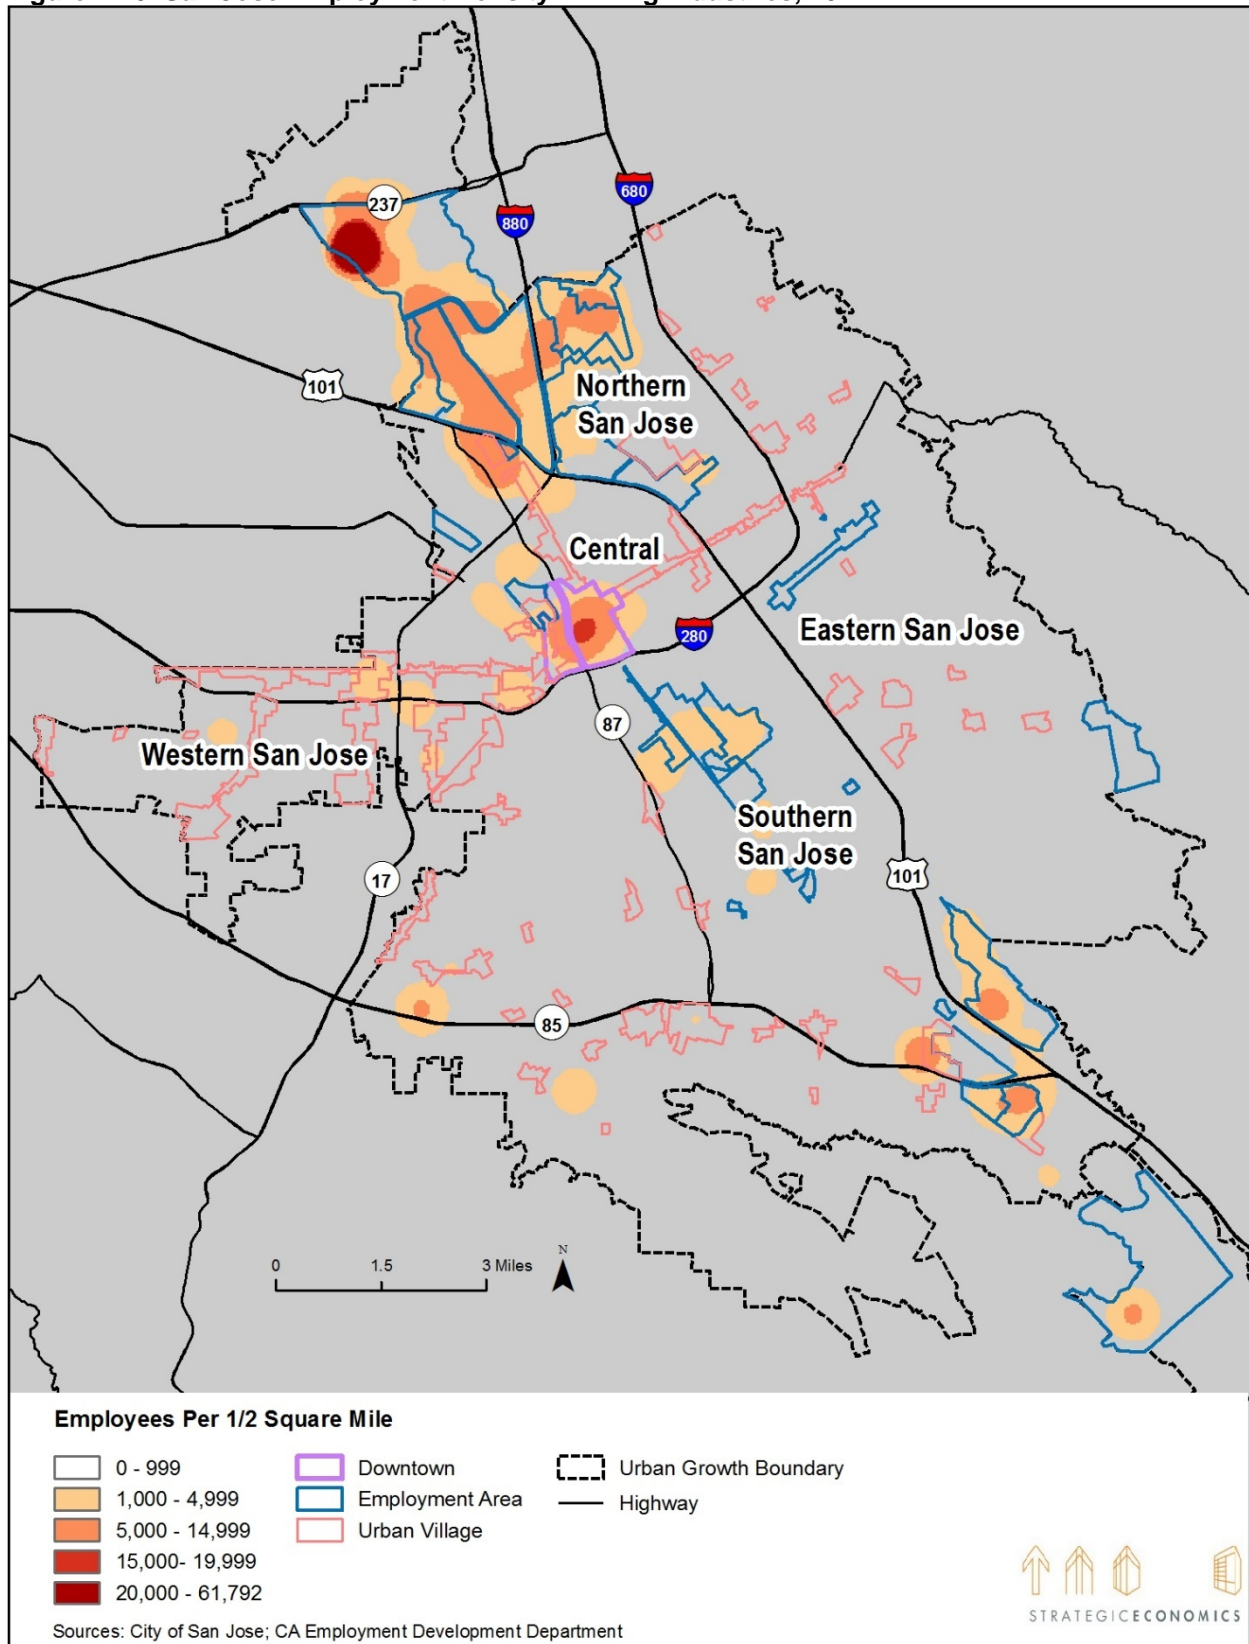 237
680
880
101
Northern
San Jose
Central
280
Eastern San Jose
87
Western San Jose
Southern
San Jose
17
101
85
0 1.5 3 Miles
N
Employees Per 1/2 Square Mile
0 - 999
1,000 - 4,999
5,000 - 14,999
15,000- 19,999
20,000 - 61,792
Downtown
Employment Area
Urban Village
Urban Growth Boundary
Highway
STRATEGICECONOMICS
Sources: City of San Jose; CA Employment Development Department